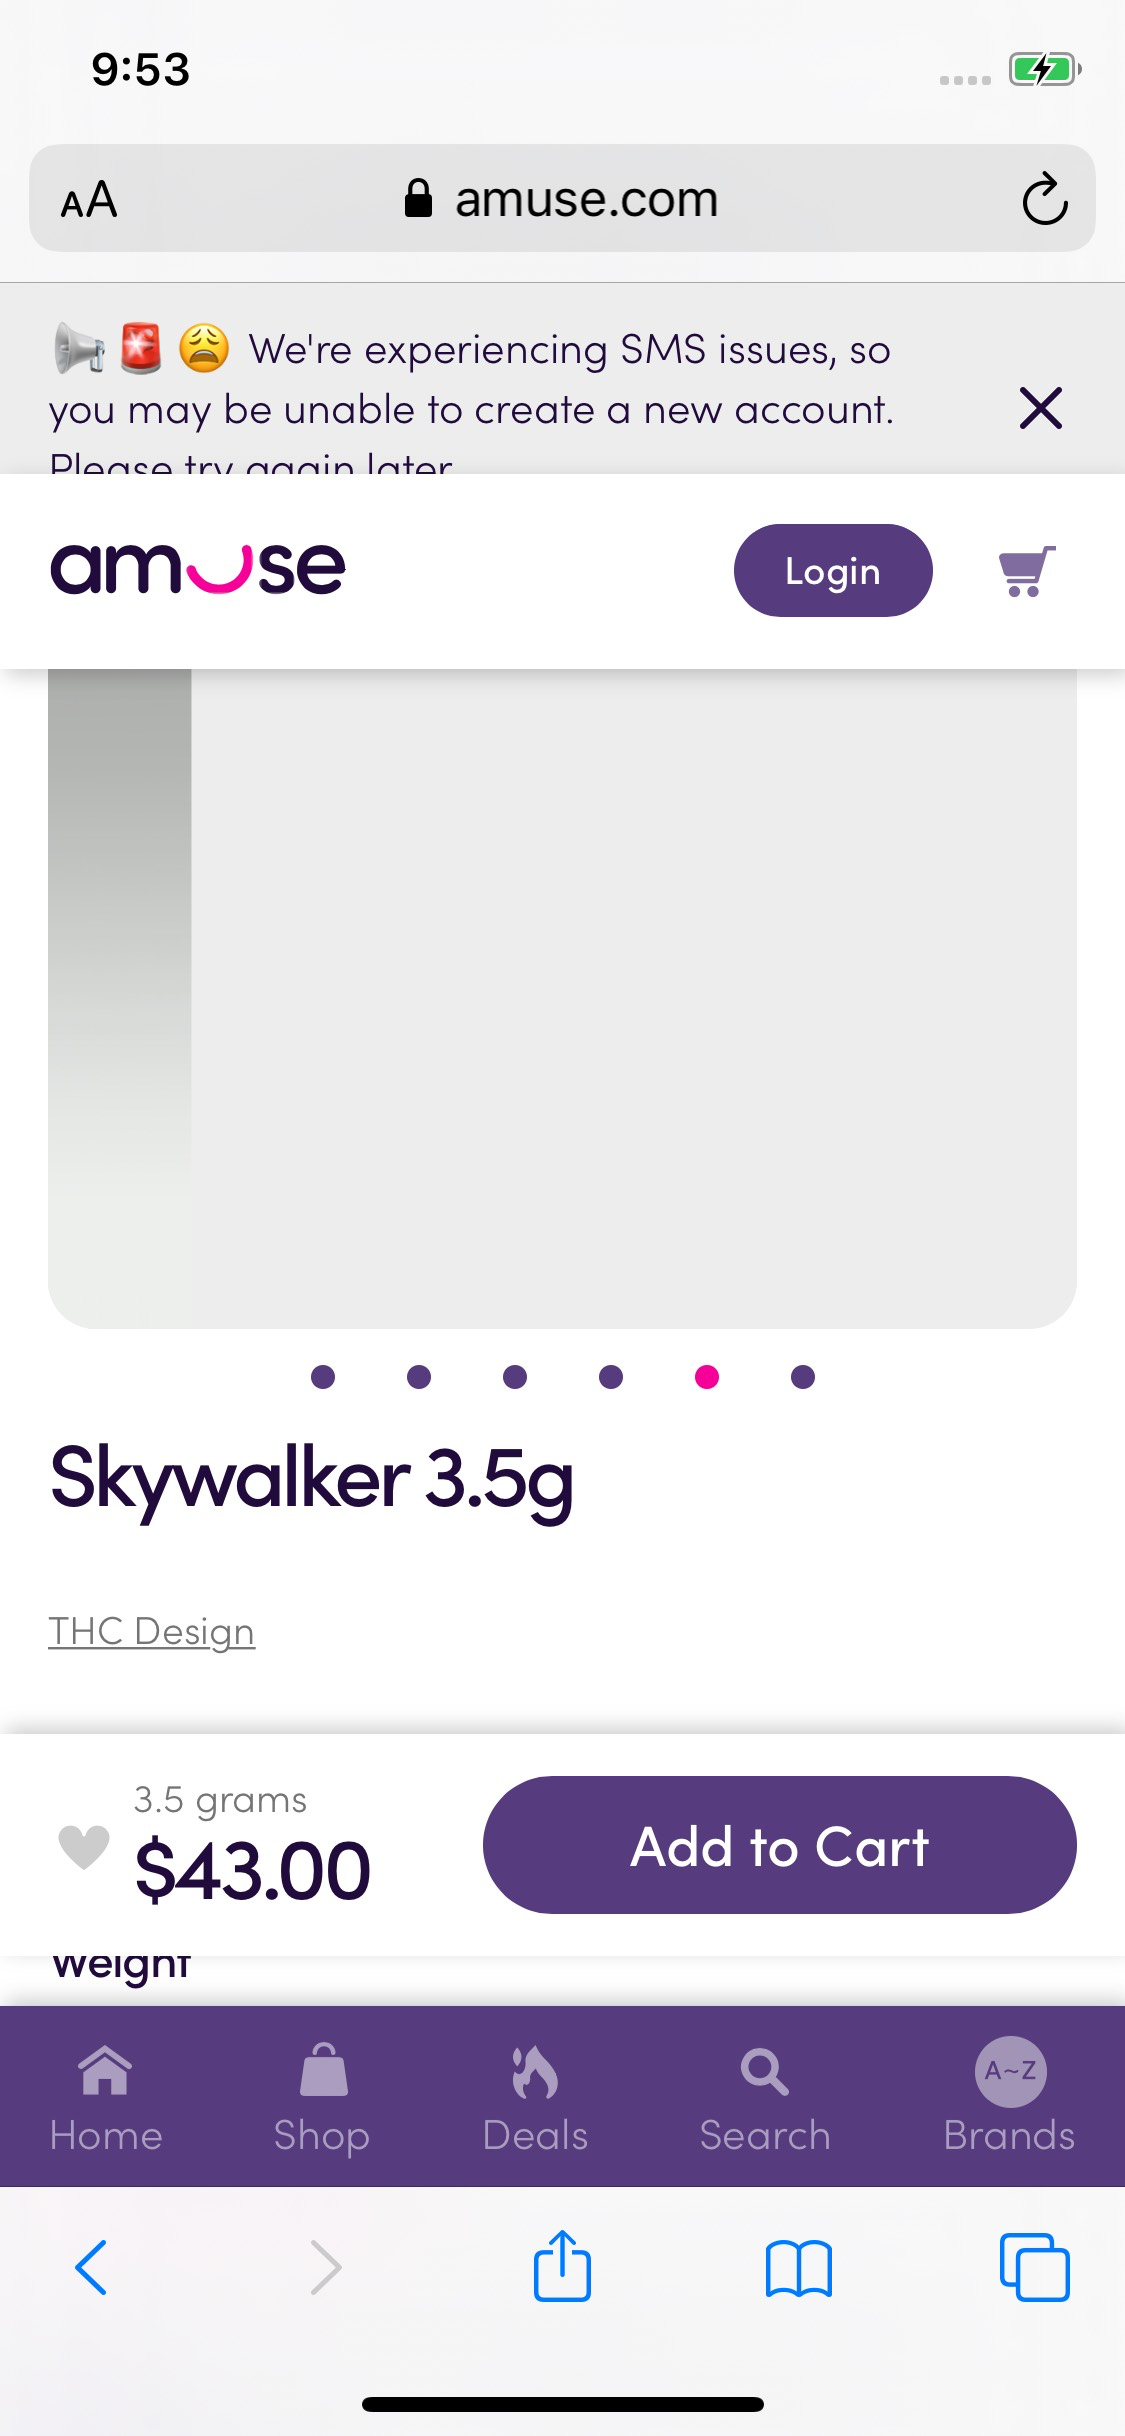 9:53
AA
amuse.com
We're experiencing SMS issues, so
you may be unable to create a new account.
Please try again later
amuse
Login
Skywalker 3.5g
THC Design
3.5 grams
$43.00
Add to Cart
Weight
Home
Shop
Deals
Search
A~Z
Brands